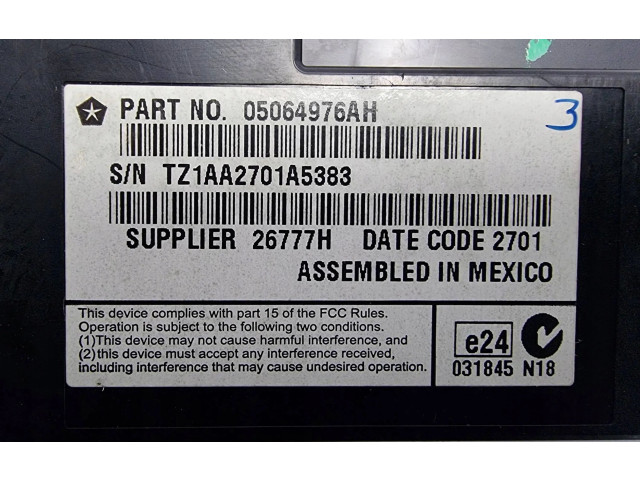 PART NO. 05064976AH
3
S/N TZ1AA2701A5383
SUPPLIER 26777H DATE CODE 2701
ASSEMBLED IN MEXICO
This device complies with part 15 of the FCC Rules.
Operation is subject to the following two conditions.
(1)This device may not cause harmful interference, and
(2)this device must accept any interference received,
including interference that may cause undesired operation.
e24
031845 N18